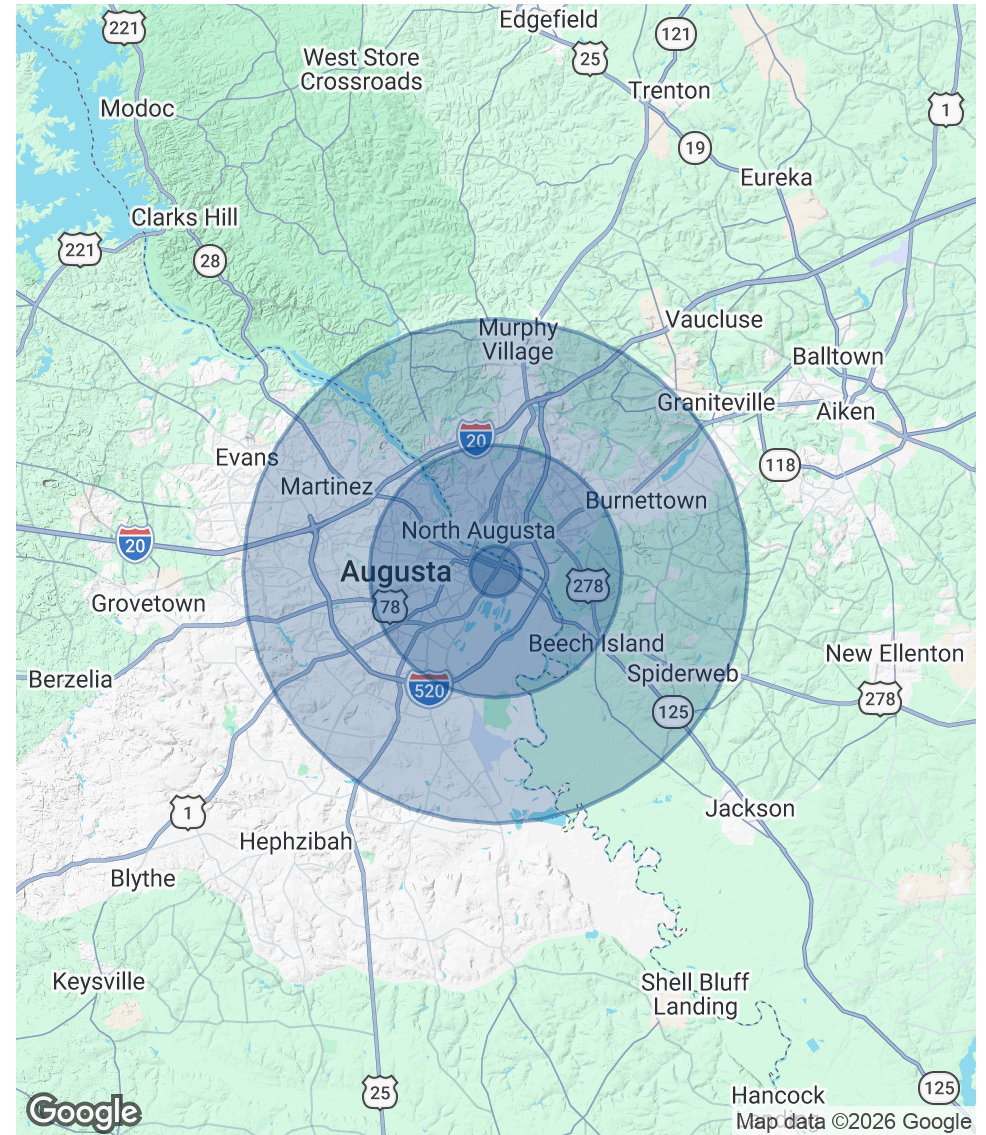 221
Edgefield
121
25
West Store
Crossroads
Trenton
Modoc
1
19
Eureka
Clarks Hill
221
28
Murphy
Village
Vaucluse
Balltown
Graniteville
Aiken
20
Evans
118
Martinez
Burnettown
North Augusta
20
Augusta
278
78
Grovetown
Beech Island
New Ellenton
Berzelia
Spiderweb
520
278
125
1
Jackson
Hephzibah
Blythe
Keysville
Shell Bluff
Landing
25
125
Hancock
Landing
Google
Map data ©2026 Google